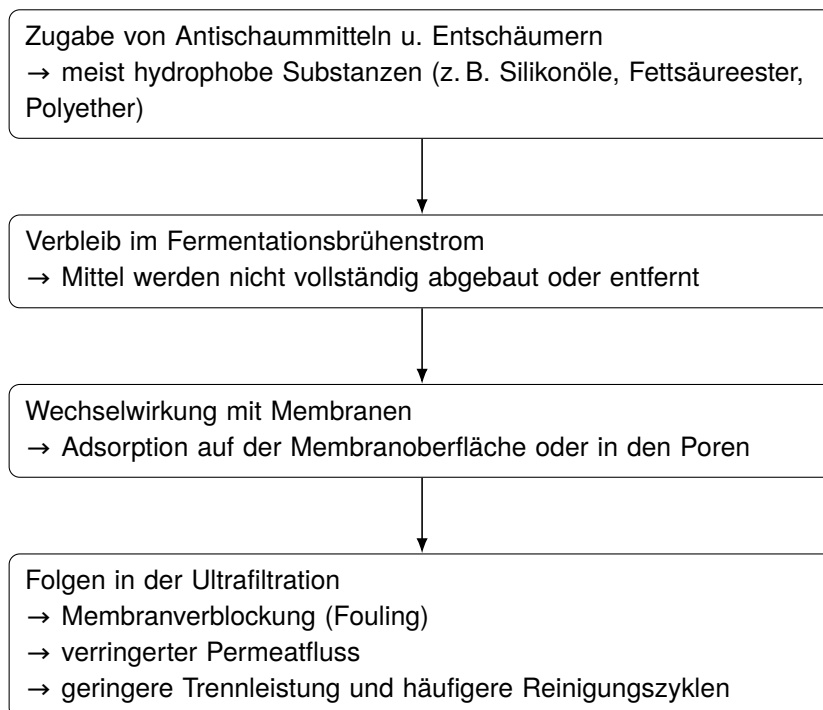 Zugabe von Antischaummitteln u. Entschäumern
→ meist hydrophobe Substanzen (z. B. Silikonöle, Fettsäureester,
Polyether)
Verbleib im Fermentationsbrühenstrom
→ Mittel werden nicht vollständig abgebaut oder entfernt
Wechselwirkung mit Membranen
→ Adsorption auf der Membranoberfläche oder in den Poren
Folgen in der Ultrafiltration
→ Membranverblockung (Fouling)
→ verringerter Permeatfluss
→ geringere Trennleistung und häufigere Reinigungszyklen